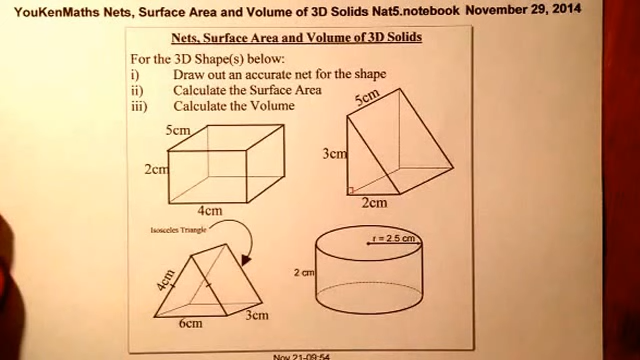 YouKenMaths Nets, Surface Area and Volume of 3D Solids Nat5.notebook November 29, 2014
Nets, Surface Area and Volume of 3D Solids
For the 3D Shape(s) below:
i) Draw out an accurate net for the shape
ii) Calculate the Surface Area
iii) Calculate the Volume
5cm
2cm
4cm
5cm
3cm
2cm
Isosceles Triangle
4cm
6cm
3cm
r = 2.5 cm
2 cm
Nov 21-09:54